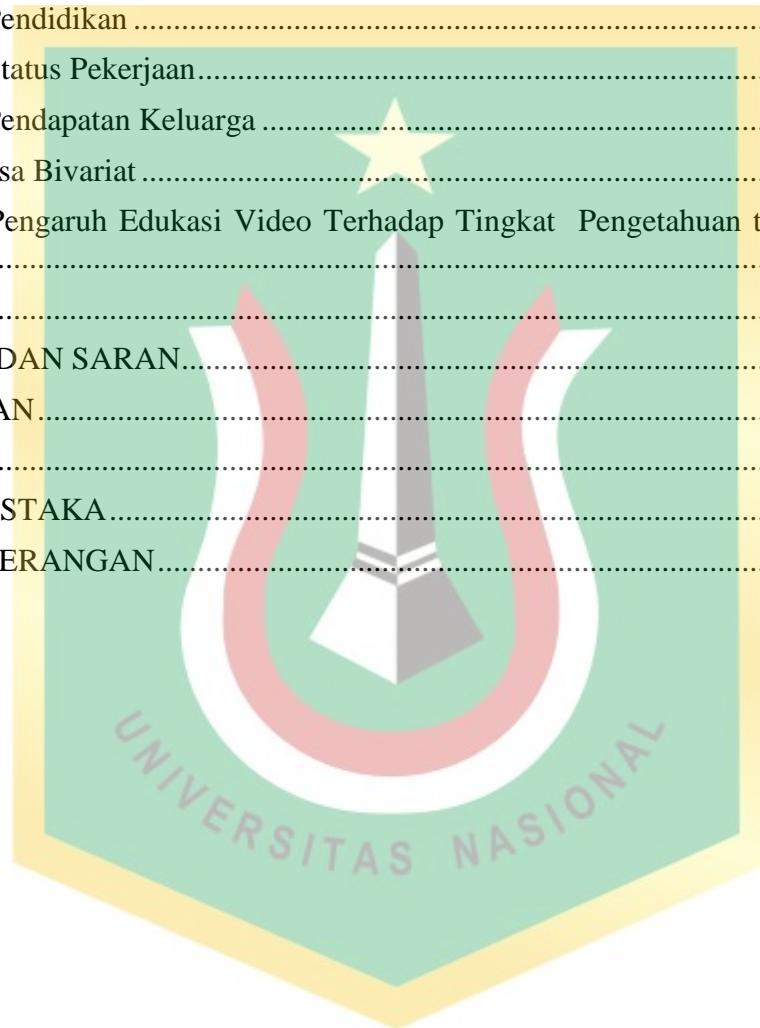 Pendidikan ........................................................................
Status Pekerjaan..................................................................
Pendapatan Keluarga ...........................................................
sa Bivariat ........................................................................
Pengaruh Edukasi Video Terhadap Tingkat Pengetahuan t
........................................................................
........................................................................
DAN SARAN..................................................................
AN........................................................................
........................................................................
STAKA........................................................................
ERANGAN..................................................................
UNIVERSITAS NASIONAL